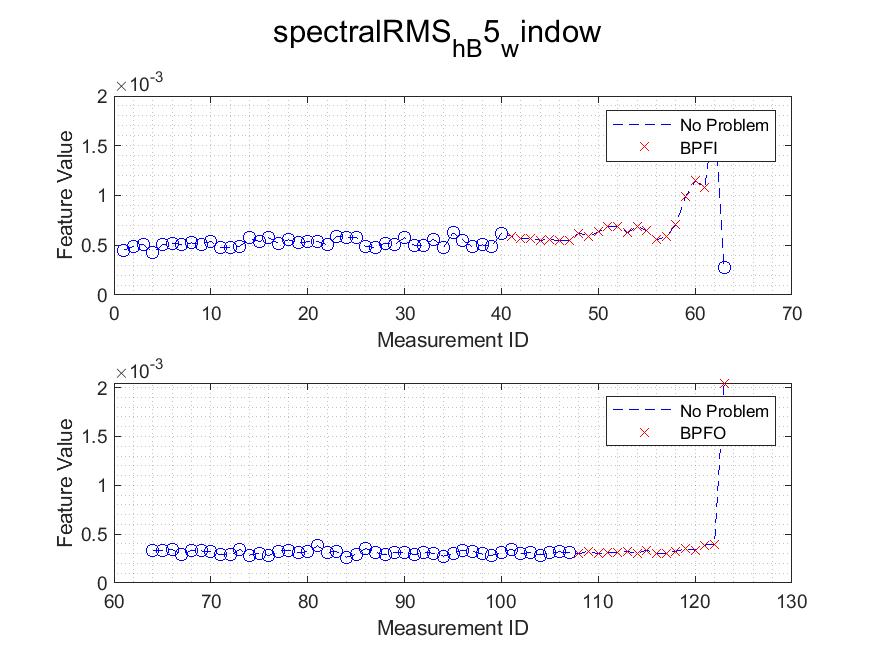 spectralRMS_hB5_window
×10^-3
2
1.5
1
0.5
0
Feature Value
No Problem
BPFI
0 10 20 30 40 50 60 70
Measurement ID
×10^-3
2
1.5
1
0.5
0
Feature Value
No Problem
BPFO
60 70 80 90 100 110 120 130
Measurement ID